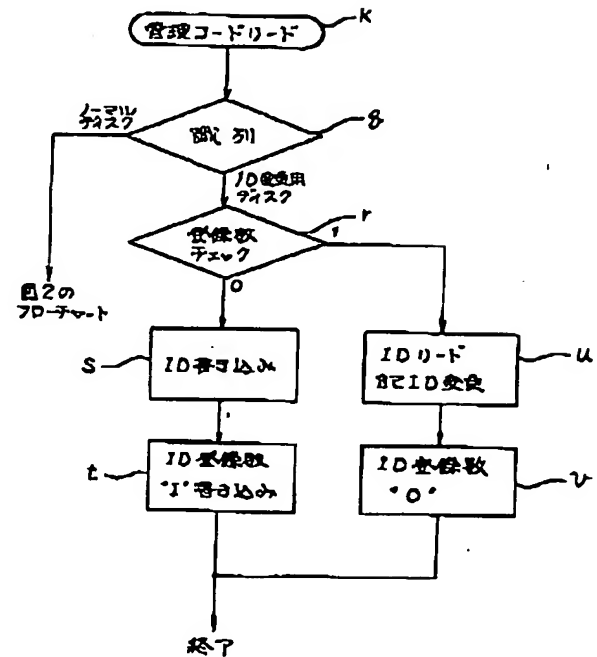 管理コードリード
K
ノーマル
ディスク
識別
q
ID変更用
ディスク
登録数
チェック
r
1
0
図2の
フローチャート
S
ID書き込み
IDリード
自己ID変更
u
t
ID登録数
"1"書き込み
ID登録数
"0"
v
終了